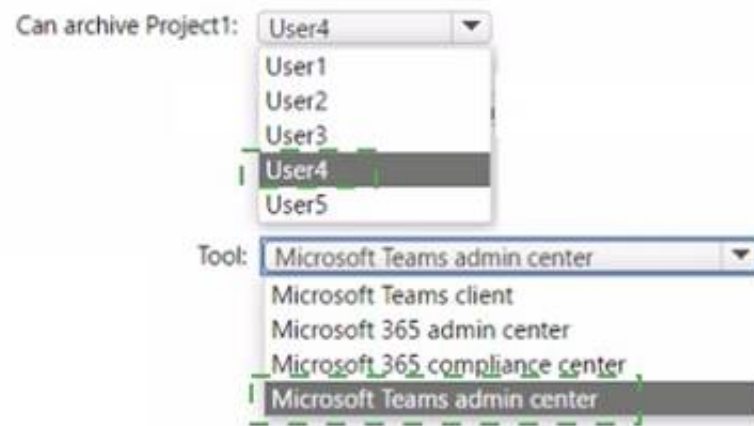 Can archive Project1: User4
User1
User2
User3
User4
User5
Tool: Microsoft Teams admin center
Microsoft Teams client
Microsoft 365 admin center
Microsoft 365 compliance center
Microsoft Teams admin center